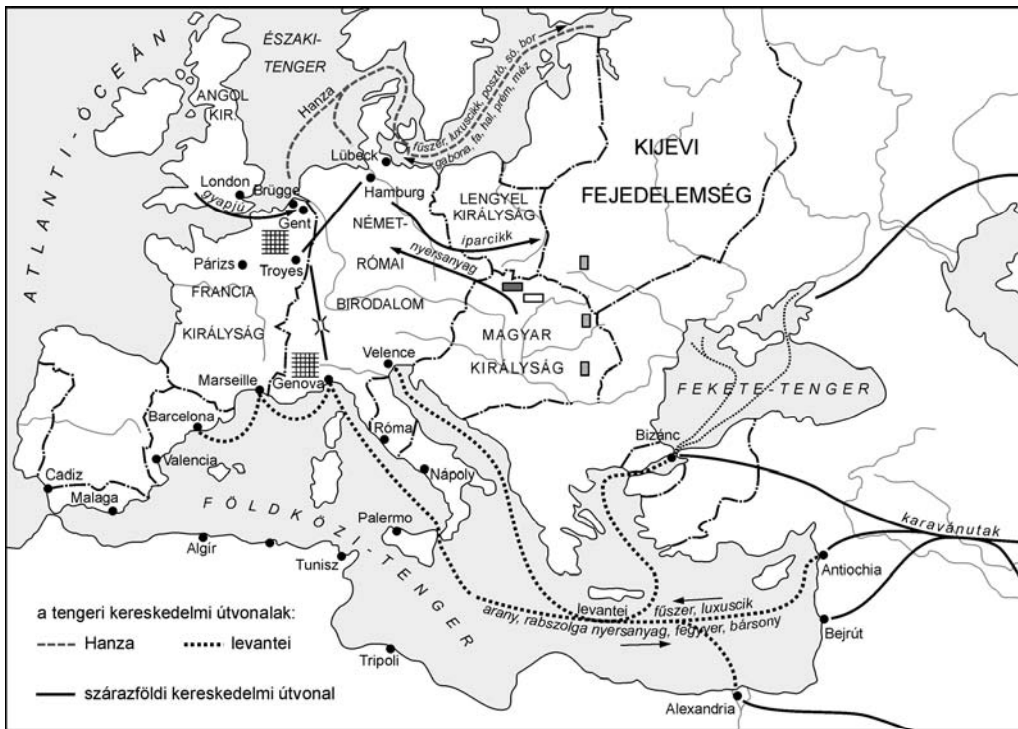 ATLANTI-ÓCEÁN
ÉSZAKI-
TENGER
ANGOL
KIR.
Hanza
fűszer, luxuscikk, posztó, só, bor
gabona, fa, hal, prém, méz
KIJEVI
FEJEDELEMSÉG
Lübeck
Hamburg
London
Brügge
gyapjú
Gent
LENGYEL
KIRÁLYSÁG
NÉMET-
iparcikk
nyersanyag
Párizs
Troyes
RÓMAI
FRANCIA
BIRODALOM
KIRÁLYSÁG
MAGYAR
KIRÁLYSÁG
Velence
Marseille
Genova
FEKETE-TENGER
Barcelona
Róma
Bizánc
Valencia
Nápoly
Cadiz
Malaga
FÖLDKÖZI-TENGER
Palermo
karavánutak
Algír
Tunisz
Antiochia
levantei
fűszer, luxuscik
arany, rabszolga nyersanyag, fegyver, bársony
Bejrút
Tripoli
Alexandria
a tengeri kereskedelmi útvonalak:
Hanza
levantei
szárazföldi kereskedelmi útvonal